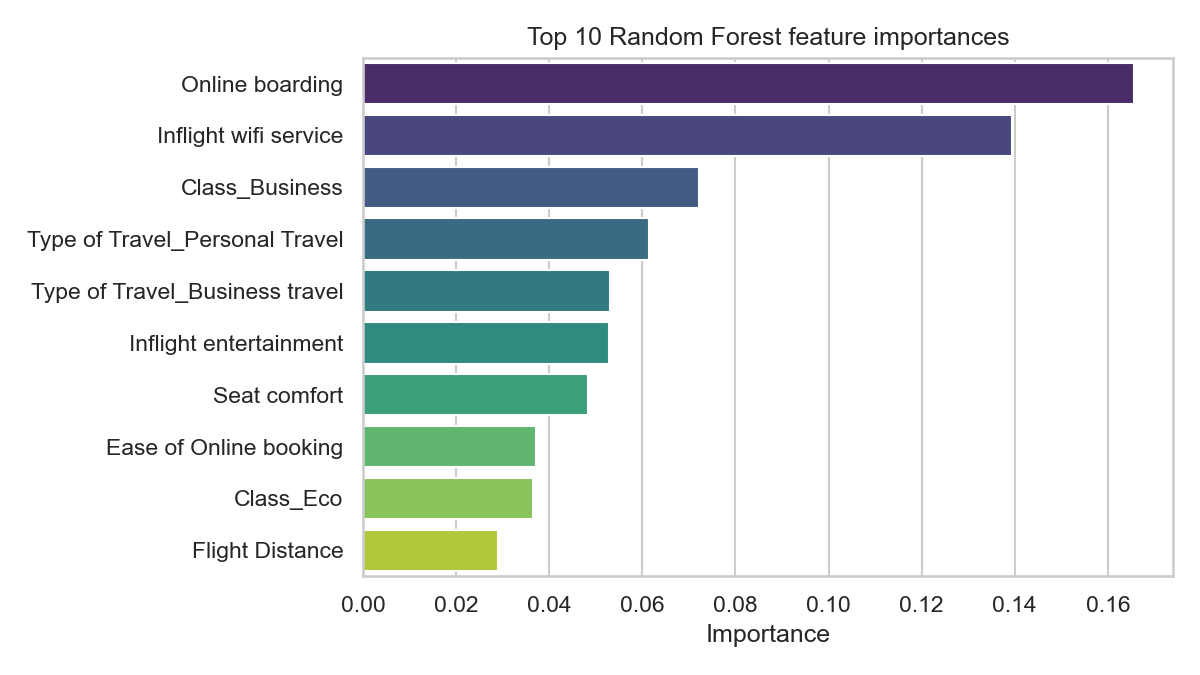 Top 10 Random Forest feature importances
Online boarding
Inflight wifi service
Class_Business
Type of Travel_Personal Travel
Type of Travel_Business travel
Inflight entertainment
Seat comfort
Ease of Online booking
Class_Eco
Flight Distance
0.00 0.02 0.04 0.06 0.08 0.10 0.12 0.14 0.16
Importance